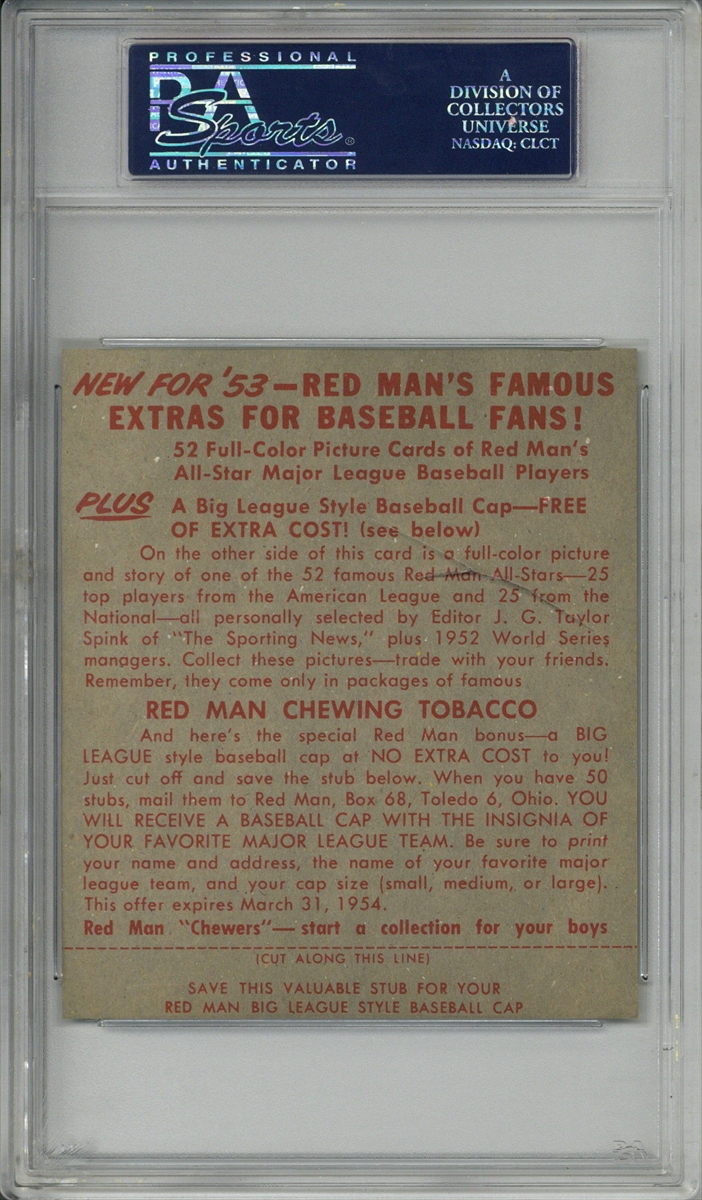 PROFESSIONAL
PSA
Sports®
AUTHENTICATOR
A
DIVISION OF
COLLECTORS
UNIVERSE
NASDAQ: CLCT
NEW FOR '53—RED MAN'S FAMOUS
EXTRAS FOR BASEBALL FANS!
52 Full-Color Picture Cards of Red Man's
All-Star Major League Baseball Players
PLUS A Big League Style Baseball Cap—FREE
OF EXTRA COST! (see below)
On the other side of this card is a full-color picture
and story of one of the 52 famous Red Man All-Stars—25
top players from the American League and 25 from the
National—all personally selected by Editor J. G. Taylor
Spink of "The Sporting News," plus 1952 World Series
managers. Collect these pictures—trade with your friends.
Remember, they come only in packages of famous
RED MAN CHEWING TOBACCO
And here's the special Red Man bonus—a BIG
LEAGUE style baseball cap at NO EXTRA COST to you!
Just cut off and save the stub below. When you have 50
stubs, mail them to Red Man, Box 68, Toledo 6, Ohio. YOU
WILL RECEIVE A BASEBALL CAP WITH THE INSIGNIA OF
YOUR FAVORITE MAJOR LEAGUE TEAM. Be sure to print
your name and address, the name of your favorite major
league team, and your cap size (small, medium, or large).
This offer expires March 31, 1954.
Red Man "Chewers"—start a collection for your boys
(CUT ALONG THIS LINE)
SAVE THIS VALUABLE STUB FOR YOUR
RED MAN BIG LEAGUE STYLE BASEBALL CAP